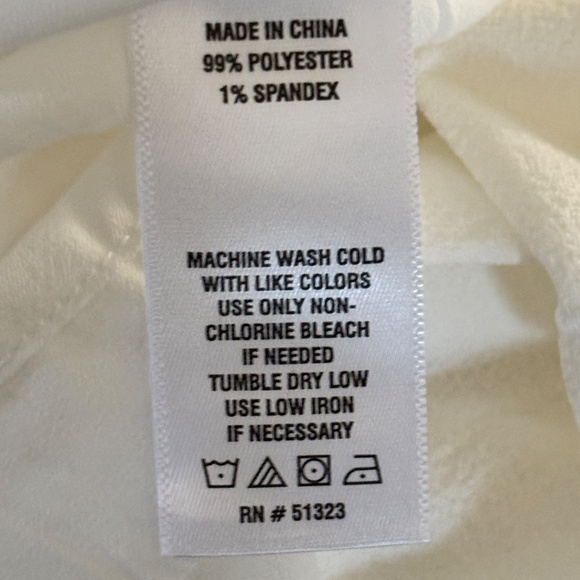 MADE IN CHINA
99% POLYESTER
1% SPANDEX
MACHINE WASH COLD
WITH LIKE COLORS
USE ONLY NON-
CHLORINE BLEACH
IF NEEDED
TUMBLE DRY LOW
USE LOW IRON
IF NECESSARY
RN # 51323